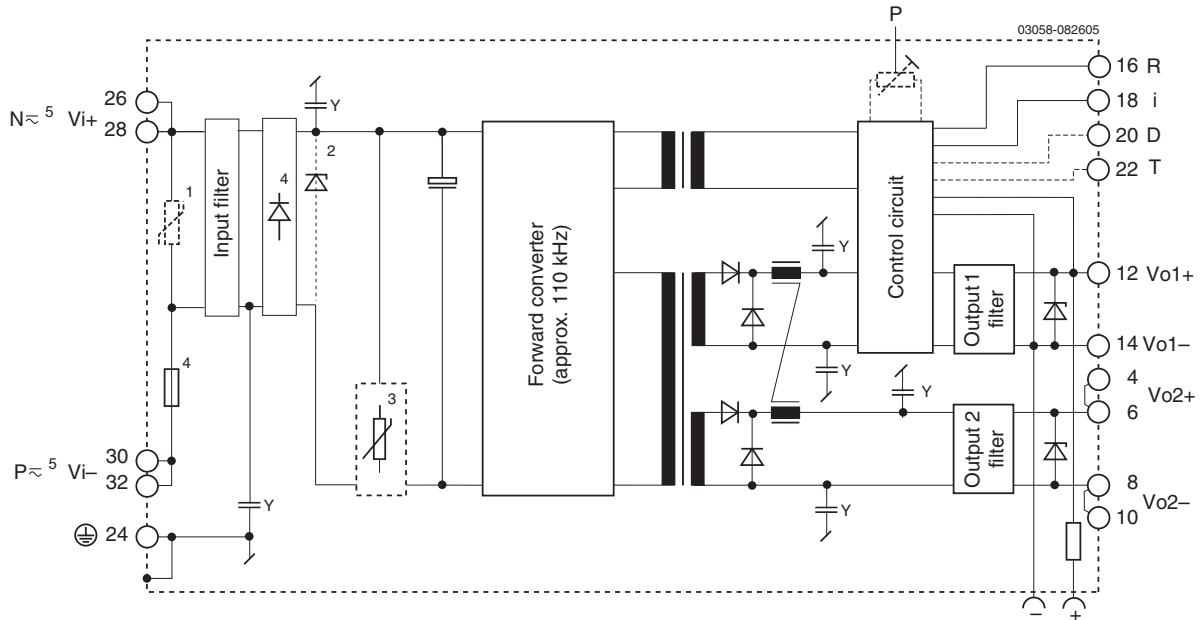 P
03058-082605
16 R
26
N≂ 5 Vi+
28
Y
18 i
20 D
2
22 T
1
4
Input filter
Forward converter
(approx. 110 kHz)
Control circuit
Y
12 Vo1+
Output 1
filter
14 Vo1–
Y
Y
4
4
Vo2+
3
6
Output 2
filter
30
P≂ 5 Vi–
32
8
Vo2–
Y
Y
10
24
–
+